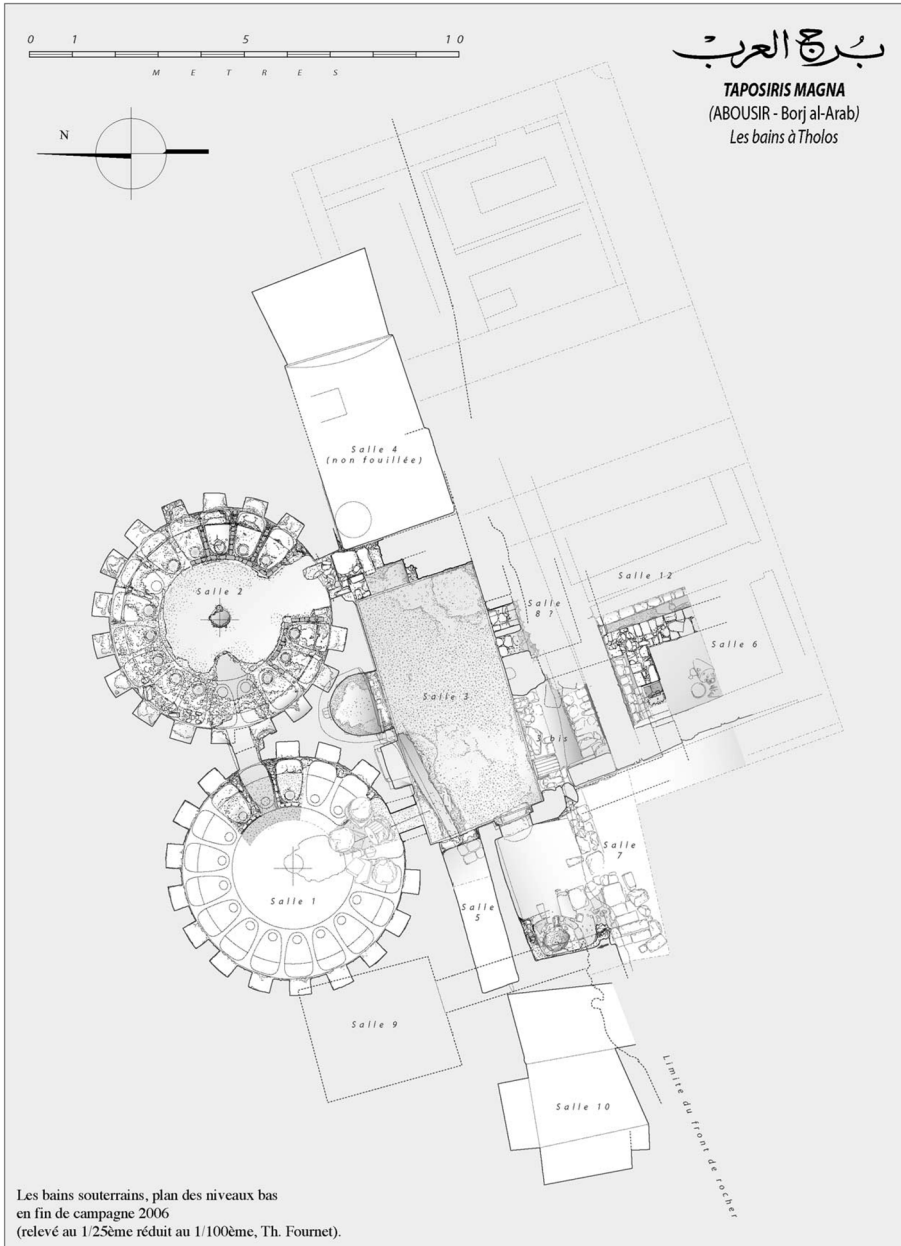 0 1 5 10
M E T R E S
برج العرب
TAPOSIRIS MAGNA
(ABOUSIR - Borj al-Arab)
Les bains à Tholos
N
Salle 4
(non fouillée)
Salle 2
Salle 8 ?
Salle 12
Salle 6
Salle 3
3 bis
Salle 7
Salle 1
Salle 5
Salle 9
Salle 10
Limite du front de rocher
Les bains souterrains, plan des niveaux bas
en fin de campagne 2006
(relevé au 1/25ème réduit au 1/100ème, Th. Fournet).